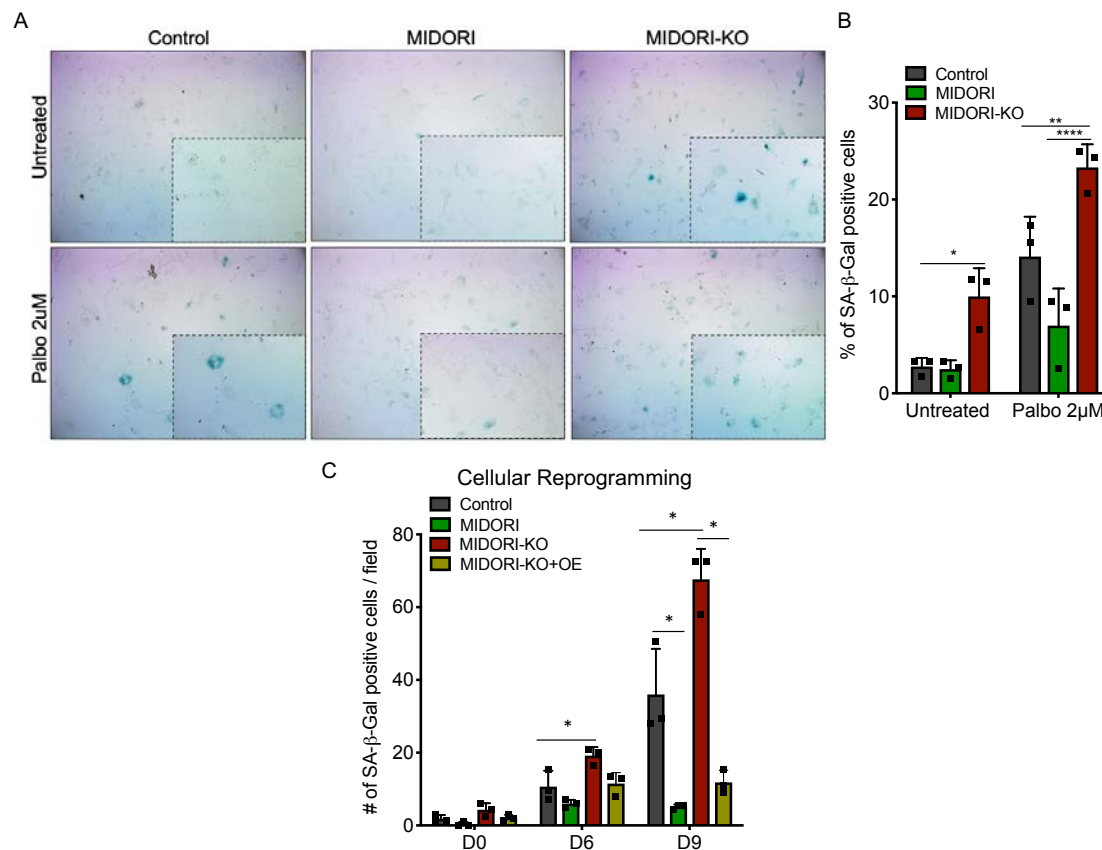 A
Control
MIDORI
MIDORI-KO
Untreated
Palbo 2uM
B
Control
MIDORI
MIDORI-KO
% of SA-β-Gal positive cells
30
20
10
0
**
****
*
Untreated
Palbo 2μM
C
Cellular Reprogramming
Control
MIDORI
MIDORI-KO
MIDORI-KO+OE
# of SA-β-Gal positive cells / field
80
60
40
20
0
*
*
*
*
D0
D6
D9